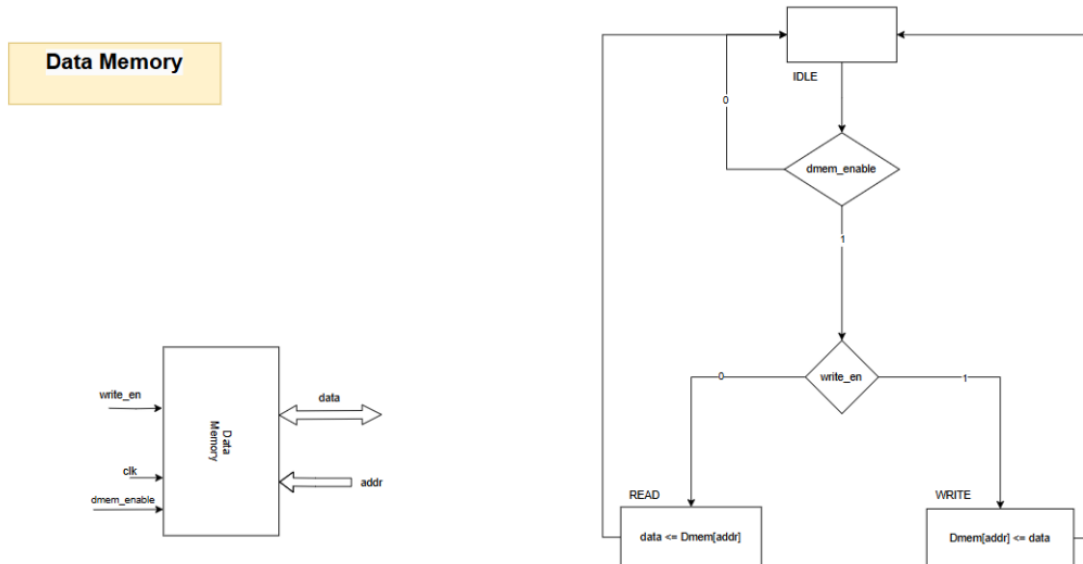 Data Memory
write_en
clk
dmem_enable
Data
Memory
data
addr
IDLE
0
dmem_enable
1
write_en
0
1
READ
data <= Dmem[addr]
WRITE
Dmem[addr] <= data